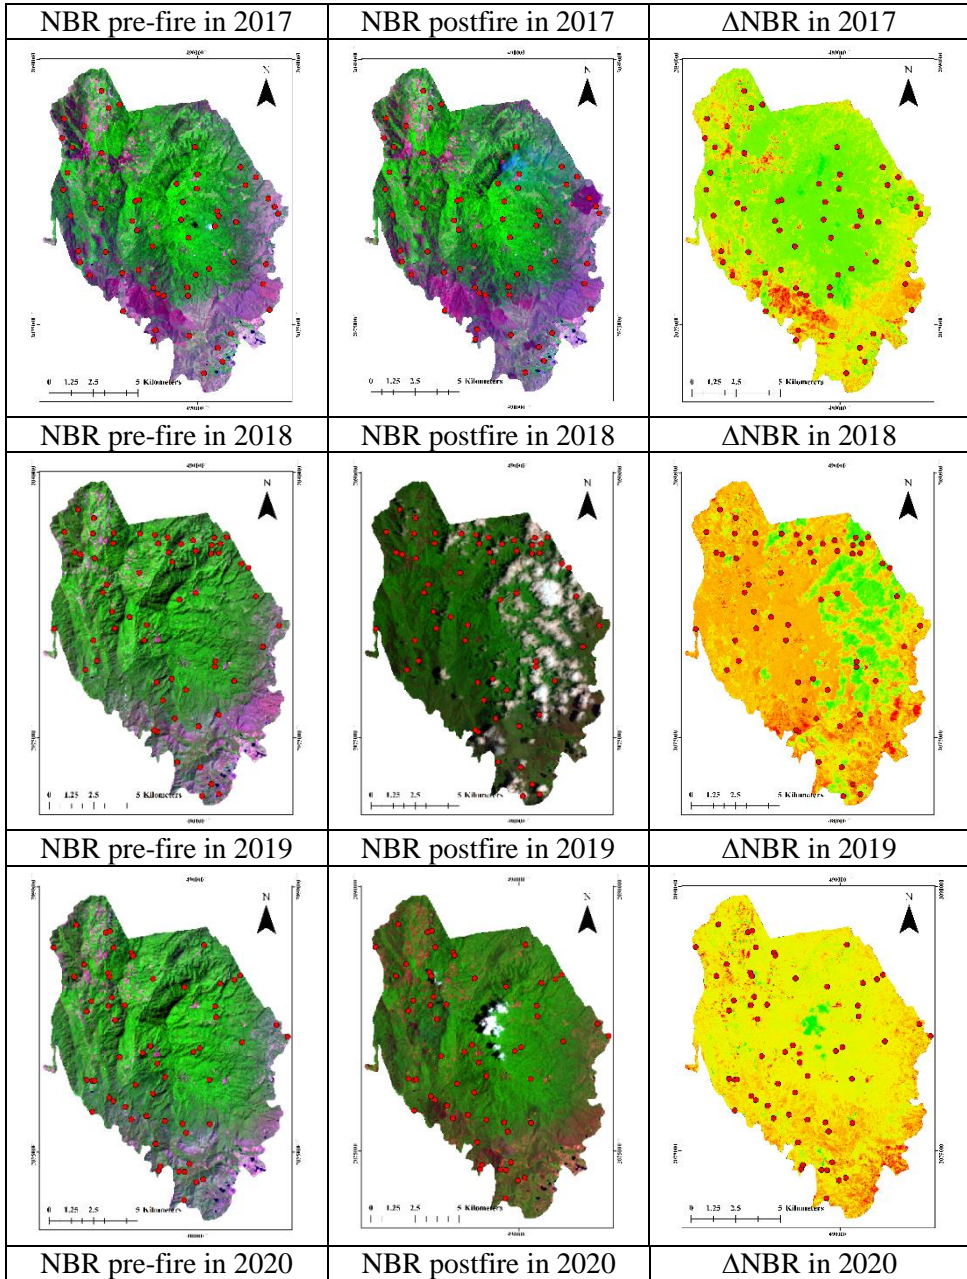 NBR pre-fire in 2017 NBR postfire in 2017 ΔNBR in 2017
N N N
0 1.25 2.5 5 Kilometers 0 1.25 2.5 5 Kilometers 0 1.25 2.5 5 Kilometers
NBR pre-fire in 2018 NBR postfire in 2018 ΔNBR in 2018
N N N
0 1.25 2.5 5 Kilometers 0 1.25 2.5 5 Kilometers 0 1.25 2.5 5 Kilometers
NBR pre-fire in 2019 NBR postfire in 2019 ΔNBR in 2019
N N N
0 1.25 2.5 5 Kilometers 0 1.25 2.5 5 Kilometers 0 1.25 2.5 5 Kilometers
NBR pre-fire in 2020 NBR postfire in 2020 ΔNBR in 2020